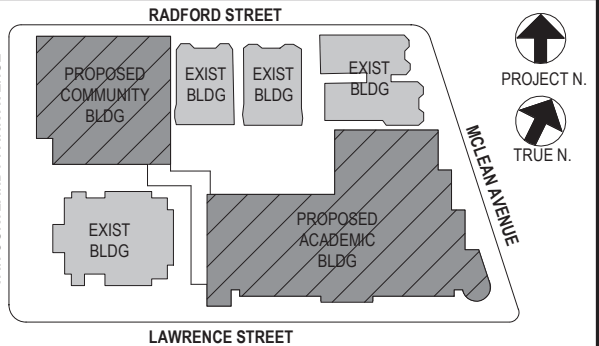 RADFORD STREET
PROPOSED
COMMUNITY
BLDG
EXIST
BLDG
EXIST
BLDG
EXIST
BLDG
PROJECT N.
TRUE N.
MCLEAN AVENUE
EXIST
BLDG
PROPOSED
ACADEMIC
BLDG
LAWRENCE STREET